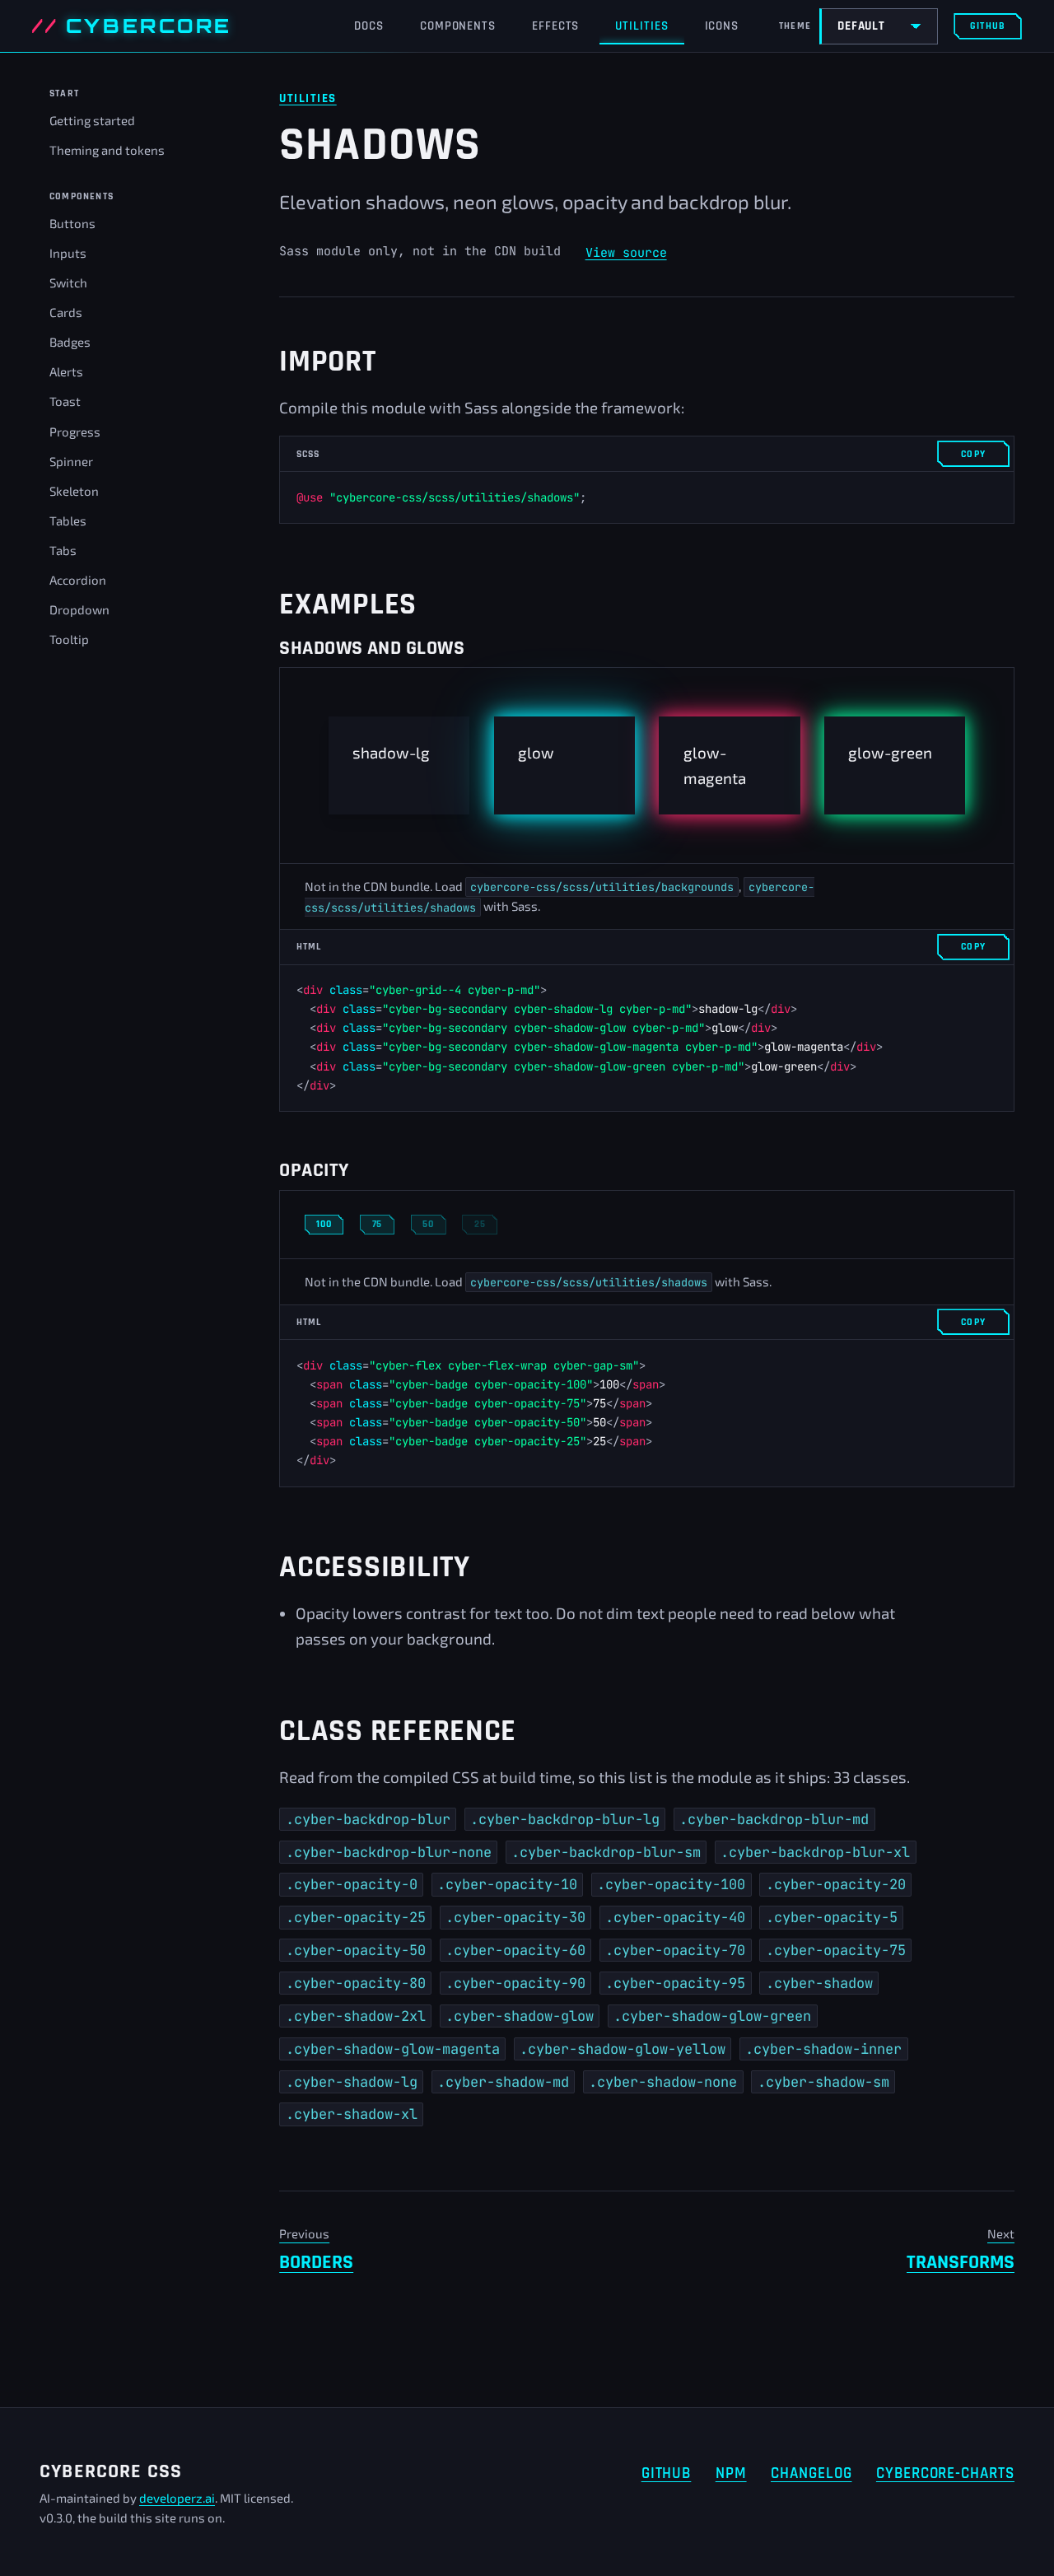 // CYBERCORE
DOCS
COMPONENTS
EFFECTS
UTILITIES
ICONS
THEME
DEFAULT
GITHUB
START
Getting started
Theming and tokens
COMPONENTS
Buttons
Inputs
Switch
Cards
Badges
Alerts
Toast
Progress
Spinner
Skeleton
Tables
Tabs
Accordion
Dropdown
Tooltip
UTILITIES
SHADOWS
Elevation shadows, neon glows, opacity and backdrop blur.
Sass module only, not in the CDN build View source
IMPORT
Compile this module with Sass alongside the framework:
SCSS
COPY
@use "cybercore-css/scss/utilities/shadows";
EXAMPLES
SHADOWS AND GLOWS
shadow-lg
glow
glow-
magenta
glow-green
Not in the CDN bundle. Load cybercore-css/scss/utilities/backgrounds, cybercore-
css/scss/utilities/shadows with Sass.
HTML
COPY
<div class="cyber-grid--4 cyber-p-md">
<div class="cyber-bg-secondary cyber-shadow-lg cyber-p-md">shadow-lg</div>
<div class="cyber-bg-secondary cyber-shadow-glow cyber-p-md">glow</div>
<div class="cyber-bg-secondary cyber-shadow-glow-magenta cyber-p-md">glow-magenta</div>
<div class="cyber-bg-secondary cyber-shadow-glow-green cyber-p-md">glow-green</div>
</div>
OPACITY
100 75 50 25
Not in the CDN bundle. Load cybercore-css/scss/utilities/shadows with Sass.
HTML
COPY
<div class="cyber-flex cyber-flex-wrap cyber-gap-sm">
<span class="cyber-badge cyber-opacity-100">100</span>
<span class="cyber-badge cyber-opacity-75">75</span>
<span class="cyber-badge cyber-opacity-50">50</span>
<span class="cyber-badge cyber-opacity-25">25</span>
</div>
ACCESSIBILITY
• Opacity lowers contrast for text too. Do not dim text people need to read below what
passes on your background.
CLASS REFERENCE
Read from the compiled CSS at build time, so this list is the module as it ships: 33 classes.
.cyber-backdrop-blur .cyber-backdrop-blur-lg .cyber-backdrop-blur-md
.cyber-backdrop-blur-none .cyber-backdrop-blur-sm .cyber-backdrop-blur-xl
.cyber-opacity-0 .cyber-opacity-10 .cyber-opacity-100 .cyber-opacity-20
.cyber-opacity-25 .cyber-opacity-30 .cyber-opacity-40 .cyber-opacity-5
.cyber-opacity-50 .cyber-opacity-60 .cyber-opacity-70 .cyber-opacity-75
.cyber-opacity-80 .cyber-opacity-90 .cyber-opacity-95 .cyber-shadow
.cyber-shadow-2xl .cyber-shadow-glow .cyber-shadow-glow-green
.cyber-shadow-glow-magenta .cyber-shadow-glow-yellow .cyber-shadow-inner
.cyber-shadow-lg .cyber-shadow-md .cyber-shadow-none .cyber-shadow-sm
.cyber-shadow-xl
Previous
BORDERS
Next
TRANSFORMS
CYBERCORE CSS
AI-maintained by developerz.ai. MIT licensed.
v0.3.0, the build this site runs on.
GITHUB NPM CHANGELOG CYBERCORE-CHARTS